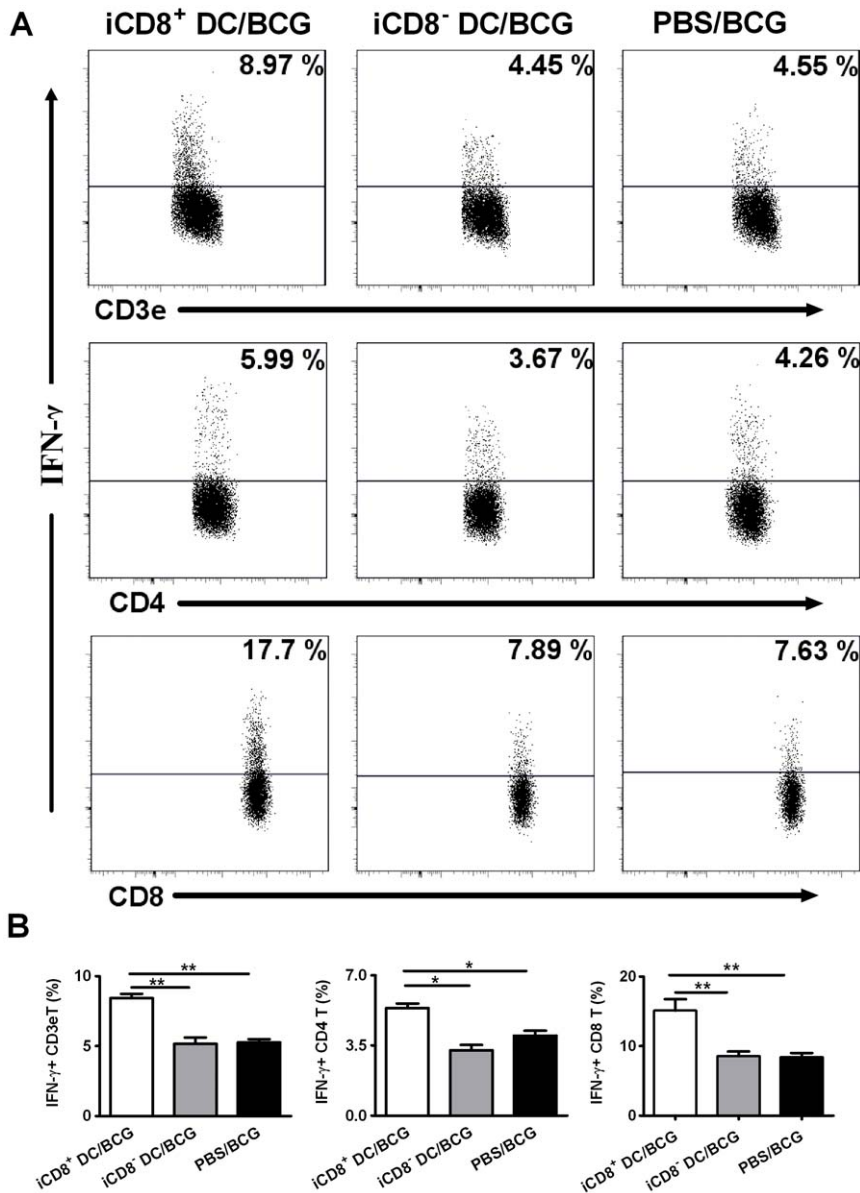 A
iCD8⁺ DC/BCG iCD8⁻ DC/BCG PBS/BCG
8.97 % 4.45 % 4.55 %
CD3e
5.99 % 3.67 % 4.26 %
IFN-γ
CD4
17.7 % 7.89 % 7.63 %
CD8
B
IFN-γ+ CD3eT (%)
10
5
0
**
**
iCD8⁺ DC/BCG
iCD8⁻ DC/BCG
PBS/BCG
IFN-γ+ CD4 T (%)
7.0
3.5
0.0
*
*
iCD8⁺ DC/BCG
iCD8⁻ DC/BCG
PBS/BCG
IFN-γ+ CD8 T (%)
20
10
0
**
**
iCD8⁺ DC/BCG
iCD8⁻ DC/BCG
PBS/BCG